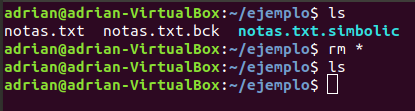 adrian@adrian-VirtualBox:~/ejemplo$ ls
notas.txt  notas.txt.bck  notas.txt.simbolic
adrian@adrian-VirtualBox:~/ejemplo$ rm *
adrian@adrian-VirtualBox:~/ejemplo$ ls
adrian@adrian-VirtualBox:~/ejemplo$